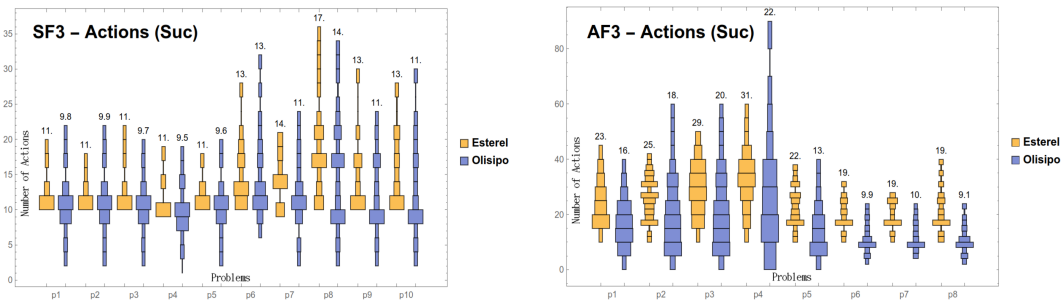 SF3 – Actions (Suc)
Number of Actions
35
30
25
20
15
10
5
0
11. 9.8 11. 9.9 11. 9.7 11. 9.5 11. 9.6 13. 13. 14. 11. 17. 14. 13. 11. 13. 11.
Problems
p1 p2 p3 p4 p5 p6 p7 p8 p9 p10
Esterel
Olisipo
AF3 – Actions (Suc)
Number of Actions
80
60
40
20
0
23. 16. 25. 18. 29. 20. 31. 22. 22. 13. 19. 9.9 19. 10. 19. 9.1
Problems
p1 p2 p3 p4 p5 p6 p7 p8
Esterel
Olisipo